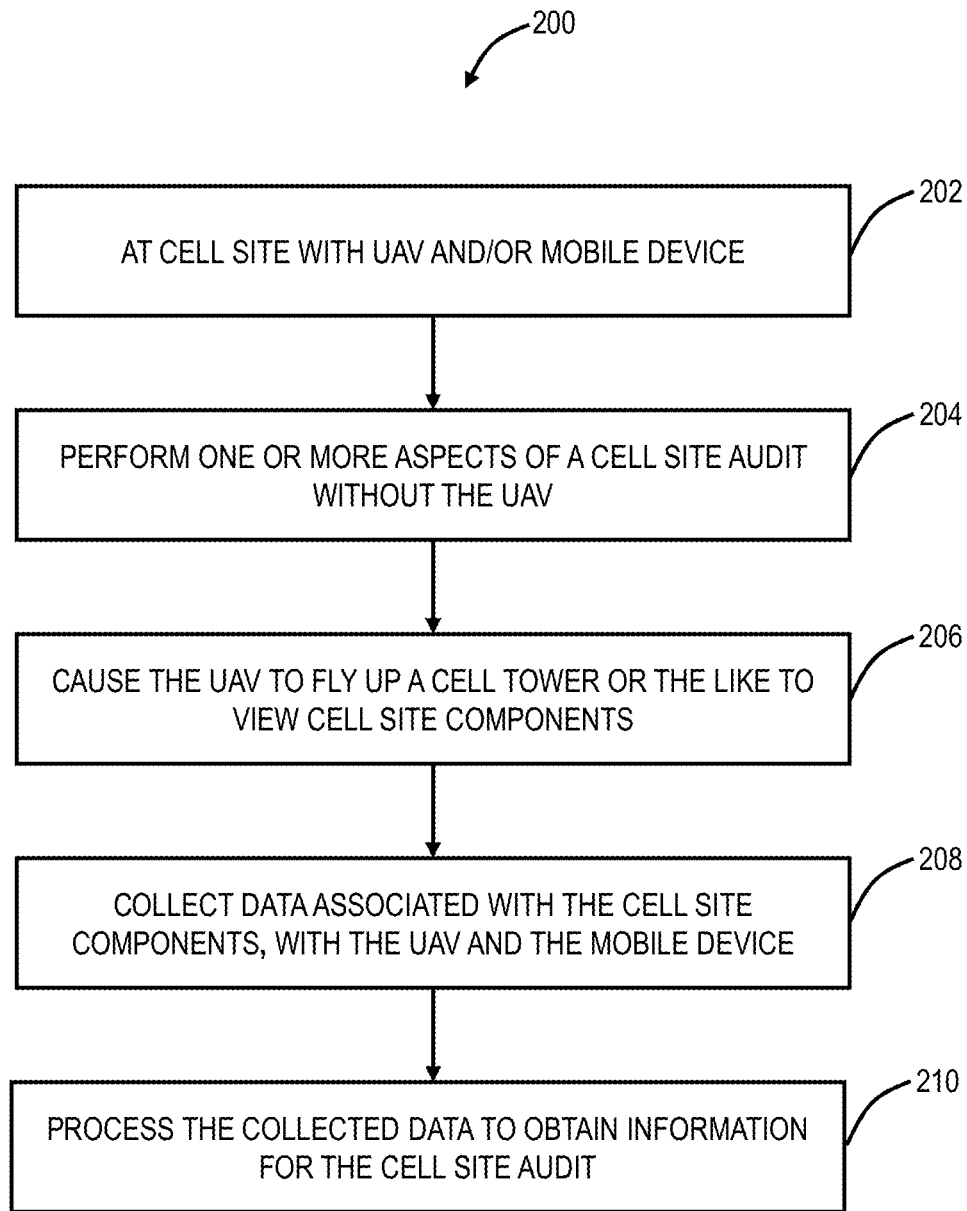 200
202
AT CELL SITE WITH UAV AND/OR MOBILE DEVICE
204
PERFORM ONE OR MORE ASPECTS OF A CELL SITE AUDIT
WITHOUT THE UAV
206
CAUSE THE UAV TO FLY UP A CELL TOWER OR THE LIKE TO
VIEW CELL SITE COMPONENTS
208
COLLECT DATA ASSOCIATED WITH THE CELL SITE
COMPONENTS, WITH THE UAV AND THE MOBILE DEVICE
210
PROCESS THE COLLECTED DATA TO OBTAIN INFORMATION
FOR THE CELL SITE AUDIT